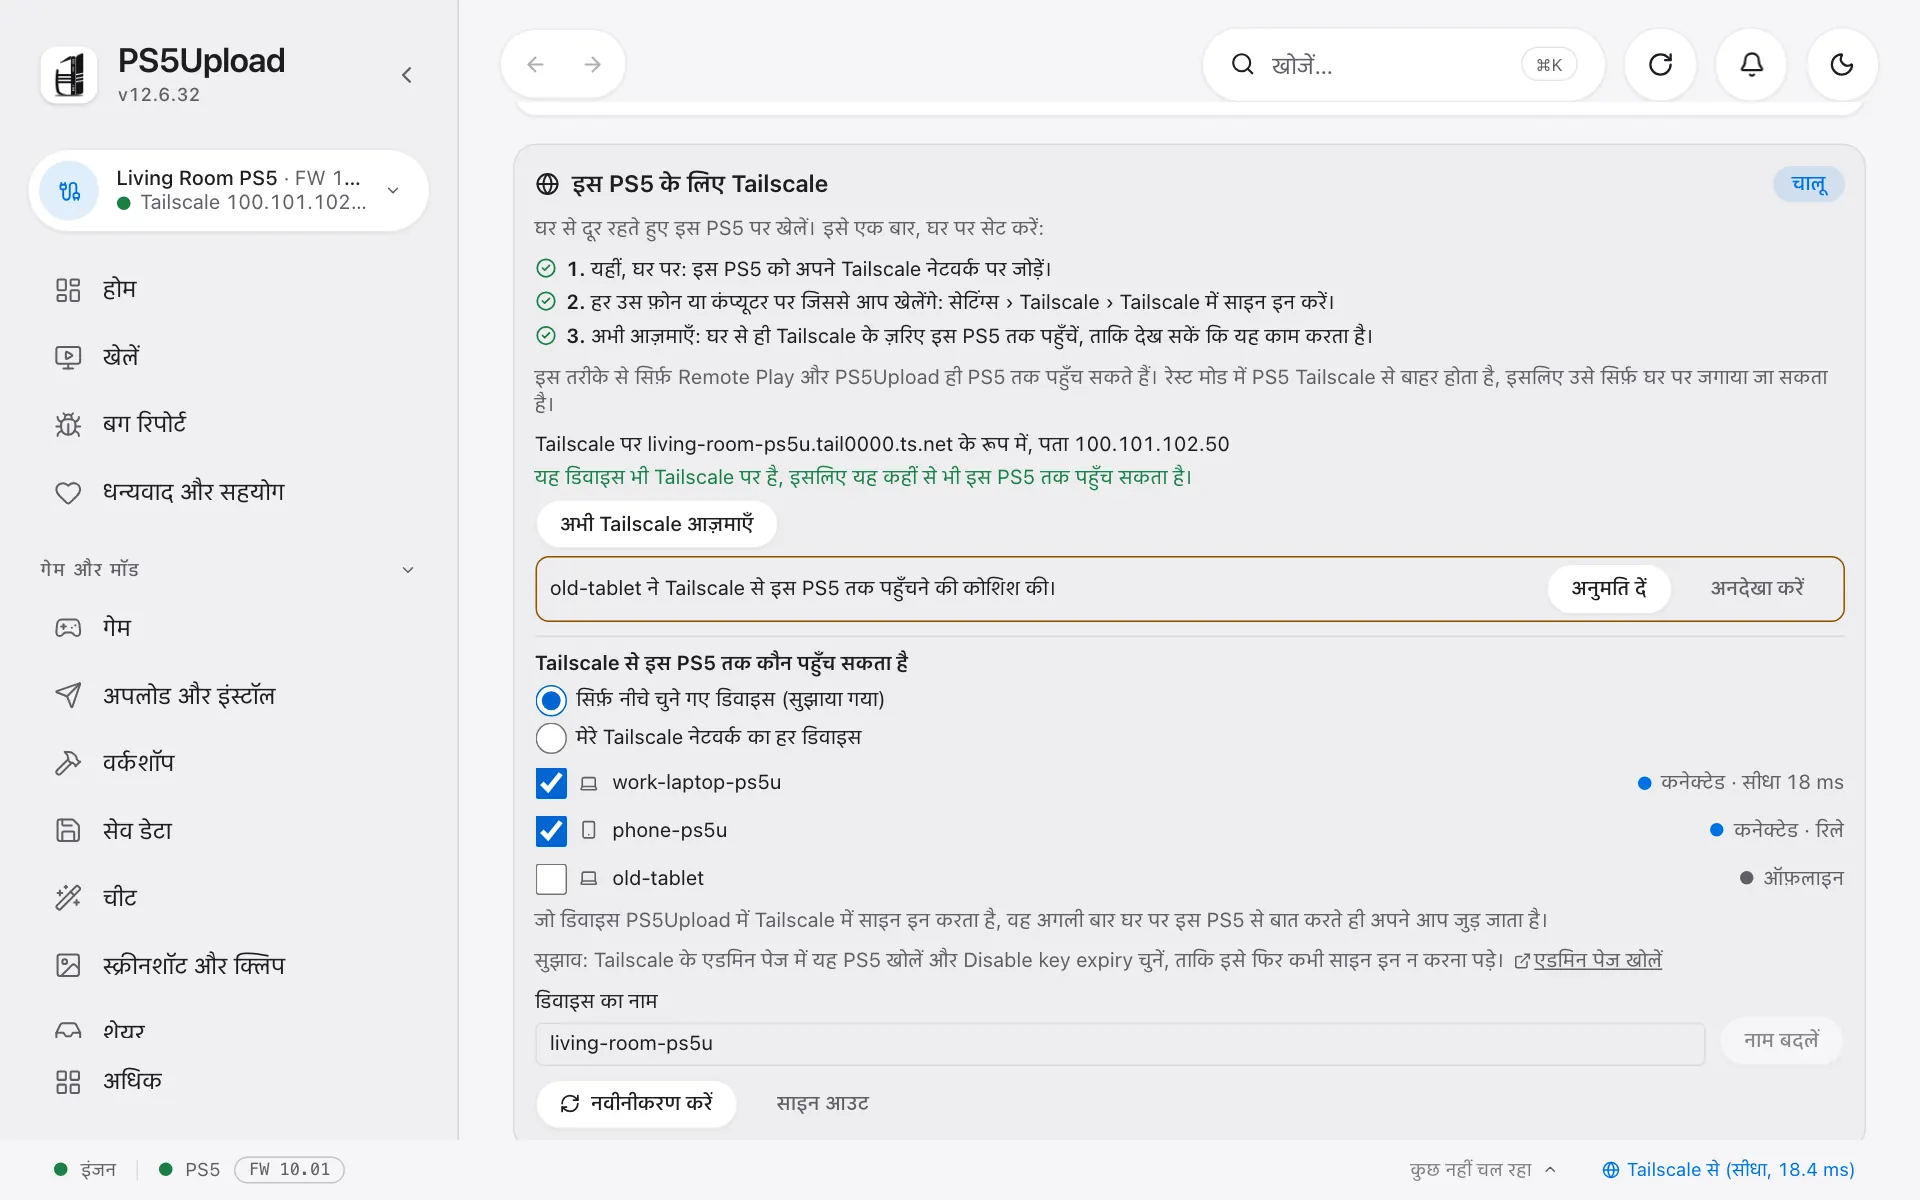 PS5Upload
v12.6.32
Living Room PS5 · FW 1...
Tailscale 100.101.102...
होम
खेलें
बग रिपोर्ट
धन्यवाद और सहयोग
गेम और मॉड
गेम
अपलोड और इंस्टॉल
वर्कशॉप
सेव डेटा
चीट
स्क्रीनशॉट और क्लिप
शेयर
अधिक
खोजें...
⌘K
इस PS5 के लिए Tailscale
चालू
घर से दूर रहते हुए इस PS5 पर खेलें। इसे एक बार, घर पर सेट करें:
1. यहीं, घर पर: इस PS5 को अपने Tailscale नेटवर्क पर जोड़ें।
2. हर उस फ़ोन या कंप्यूटर पर जिससे आप खेलेंगे: सेटिंग्स › Tailscale › Tailscale में साइन इन करें।
3. अभी आज़माएँ: घर से ही Tailscale के ज़रिए इस PS5 तक पहुँचें, ताकि देख सकें कि यह काम करता है।
इस तरीके से सिर्फ़ Remote Play और PS5Upload ही PS5 तक पहुँच सकते हैं। रेस्ट मोड में PS5 Tailscale से बाहर होता है, इसलिए उसे सिर्फ़ घर पर जगाया जा सकता
है।
Tailscale पर living-room-ps5u.tail0000.ts.net के रूप में, पता 100.101.102.50
यह डिवाइस भी Tailscale पर है, इसलिए यह कहीं से भी इस PS5 तक पहुँच सकता है।
अभी Tailscale आज़माएँ
old-tablet ने Tailscale से इस PS5 तक पहुँचने की कोशिश की।
अनुमति दें
अनदेखा करें
Tailscale से इस PS5 तक कौन पहुँच सकता है
सिर्फ़ नीचे चुने गए डिवाइस (सुझाया गया)
मेरे Tailscale नेटवर्क का हर डिवाइस
work-laptop-ps5u
कनेक्टेड · सीधा 18 ms
phone-ps5u
कनेक्टेड · रिले
old-tablet
ऑफ़लाइन
जो डिवाइस PS5Upload में Tailscale में साइन इन करता है, वह अगली बार घर पर इस PS5 से बात करते ही अपने आप जुड़ जाता है।
सुझाव: Tailscale के एडमिन पेज में यह PS5 खोलें और Disable key expiry चुनें, ताकि इसे फिर कभी साइन इन न करना पड़े। एडमिन पेज खोलें
डिवाइस का नाम
living-room-ps5u
नाम बदलें
नवीनीकरण करें
साइन आउट
इंजन
PS5
FW 10.01
कुछ नहीं चल रहा
Tailscale से (सीधा, 18.4 ms)